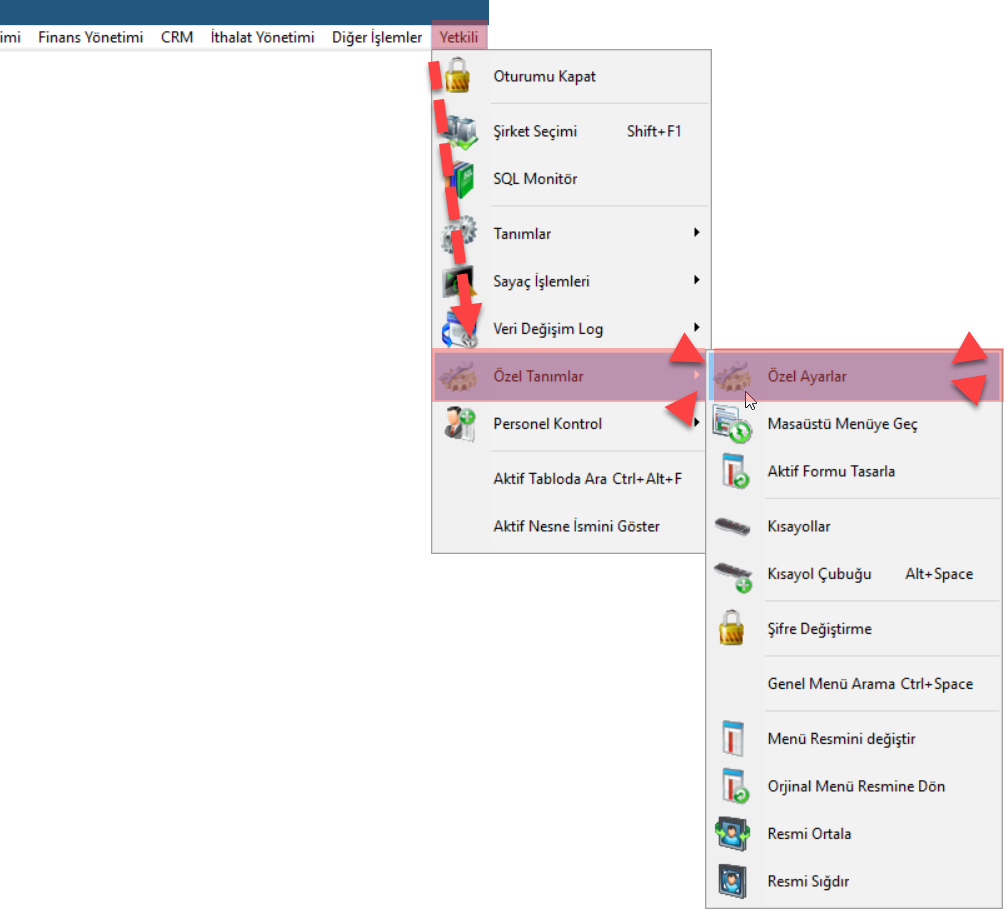 imi Finans Yönetimi CRM İthalat Yönetimi Diğer İşlemler Yetkili
Oturumu Kapat
Şirket Seçimi Shift+F1
SQL Monitör
Tanımlar
Sayaç İşlemleri
Veri Değişim Log
Özel Tanımlar
Personel Kontrol
Aktif Tabloda Ara Ctrl+Alt+F
Aktif Nesne İsmini Göster
Özel Ayarlar
Masaüstü Menüye Geç
Aktif Formu Tasarla
Kısayollar
Kısayol Çubuğu Alt+Space
Şifre Değiştirme
Genel Menü Arama Ctrl+Space
Menü Resmini değiştir
Orjinal Menü Resmine Dön
Resmi Ortala
Resmi Sığdır